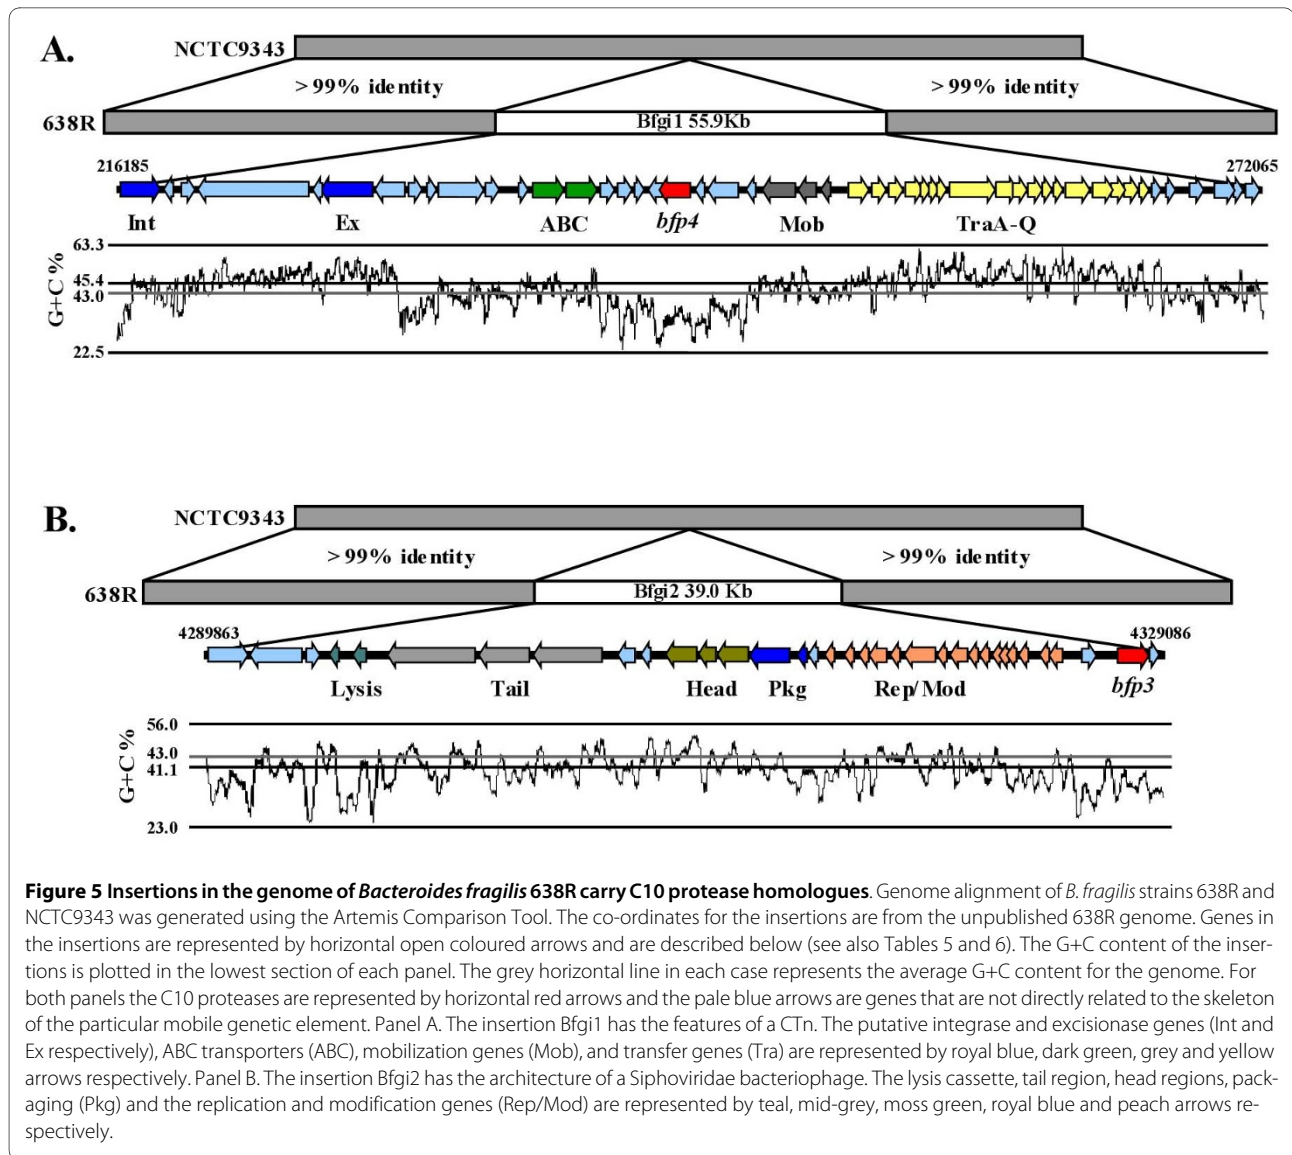 A.
NCTC9343
> 99% identity
> 99% identity
638R
Bfgi1 55.9Kb
216185
272065
Int
Ex
ABC
bfp4
Mob
TraA-Q
G+C %
63.3
45.4
43.0
22.5
B.
NCTC9343
> 99% identity
> 99% identity
638R
Bfgi2 39.0 Kb
4289863
4329086
Lysis
Tail
Head
Pkg
Rep/Mod
bfp3
G+C %
56.0
43.0
41.1
23.0
Figure 5 Insertions in the genome of Bacteroides fragilis 638R carry C10 protease homologues. Genome alignment of B. fragilis strains 638R and
NCTC9343 was generated using the Artemis Comparison Tool. The co-ordinates for the insertions are from the unpublished 638R genome. Genes in
the insertions are represented by horizontal open coloured arrows and are described below (see also Tables 5 and 6). The G+C content of the inser-
tions is plotted in the lowest section of each panel. The grey horizontal line in each case represents the average G+C content for the genome. For
both panels the C10 proteases are represented by horizontal red arrows and the pale blue arrows are genes that are not directly related to the skeleton
of the particular mobile genetic element. Panel A. The insertion Bfgi1 has the features of a CTn. The putative integrase and excisionase genes (Int and
Ex respectively), ABC transporters (ABC), mobilization genes (Mob), and transfer genes (Tra) are represented by royal blue, dark green, grey and yellow
arrows respectively. Panel B. The insertion Bfgi2 has the architecture of a Siphoviridae bacteriophage. The lysis cassette, tail region, head regions, pack-
aging (Pkg) and the replication and modification genes (Rep/Mod) are represented by teal, mid-grey, moss green, royal blue and peach arrows re-
spectively.